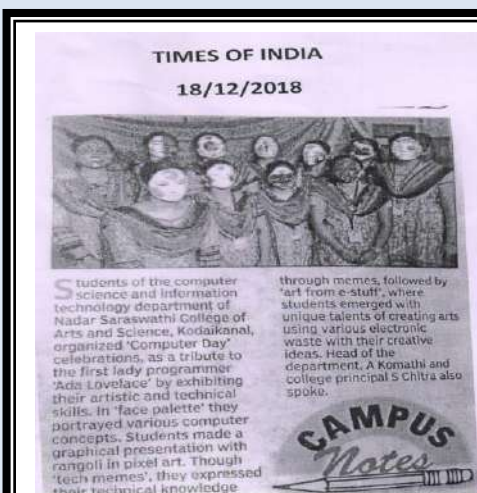 TIMES OF INDIA
18/12/2018
Students of the computer
science and information
technology department of
Nadar Saraswathi College of
Arts and Science, Kodaikanal,
organized 'Computer Day'
celebrations, as a tribute to
the first lady programmer
'Ada Lovelace' by exhibiting
their artistic and technical
skills. In 'face palette' they
portrayed various computer
concepts. Students made a
graphical presentation with
rangoli in pixel art. Though
'tech memes', they expressed
their technical knowledge
through memes, followed by
'art from e-stuff', where
students emerged with
unique talents of creating arts
using various electronic
waste with their creative
ideas. Head of the
department, A Komathi and
college principal S Chitra also
spoke.
CAMPUS
Notes